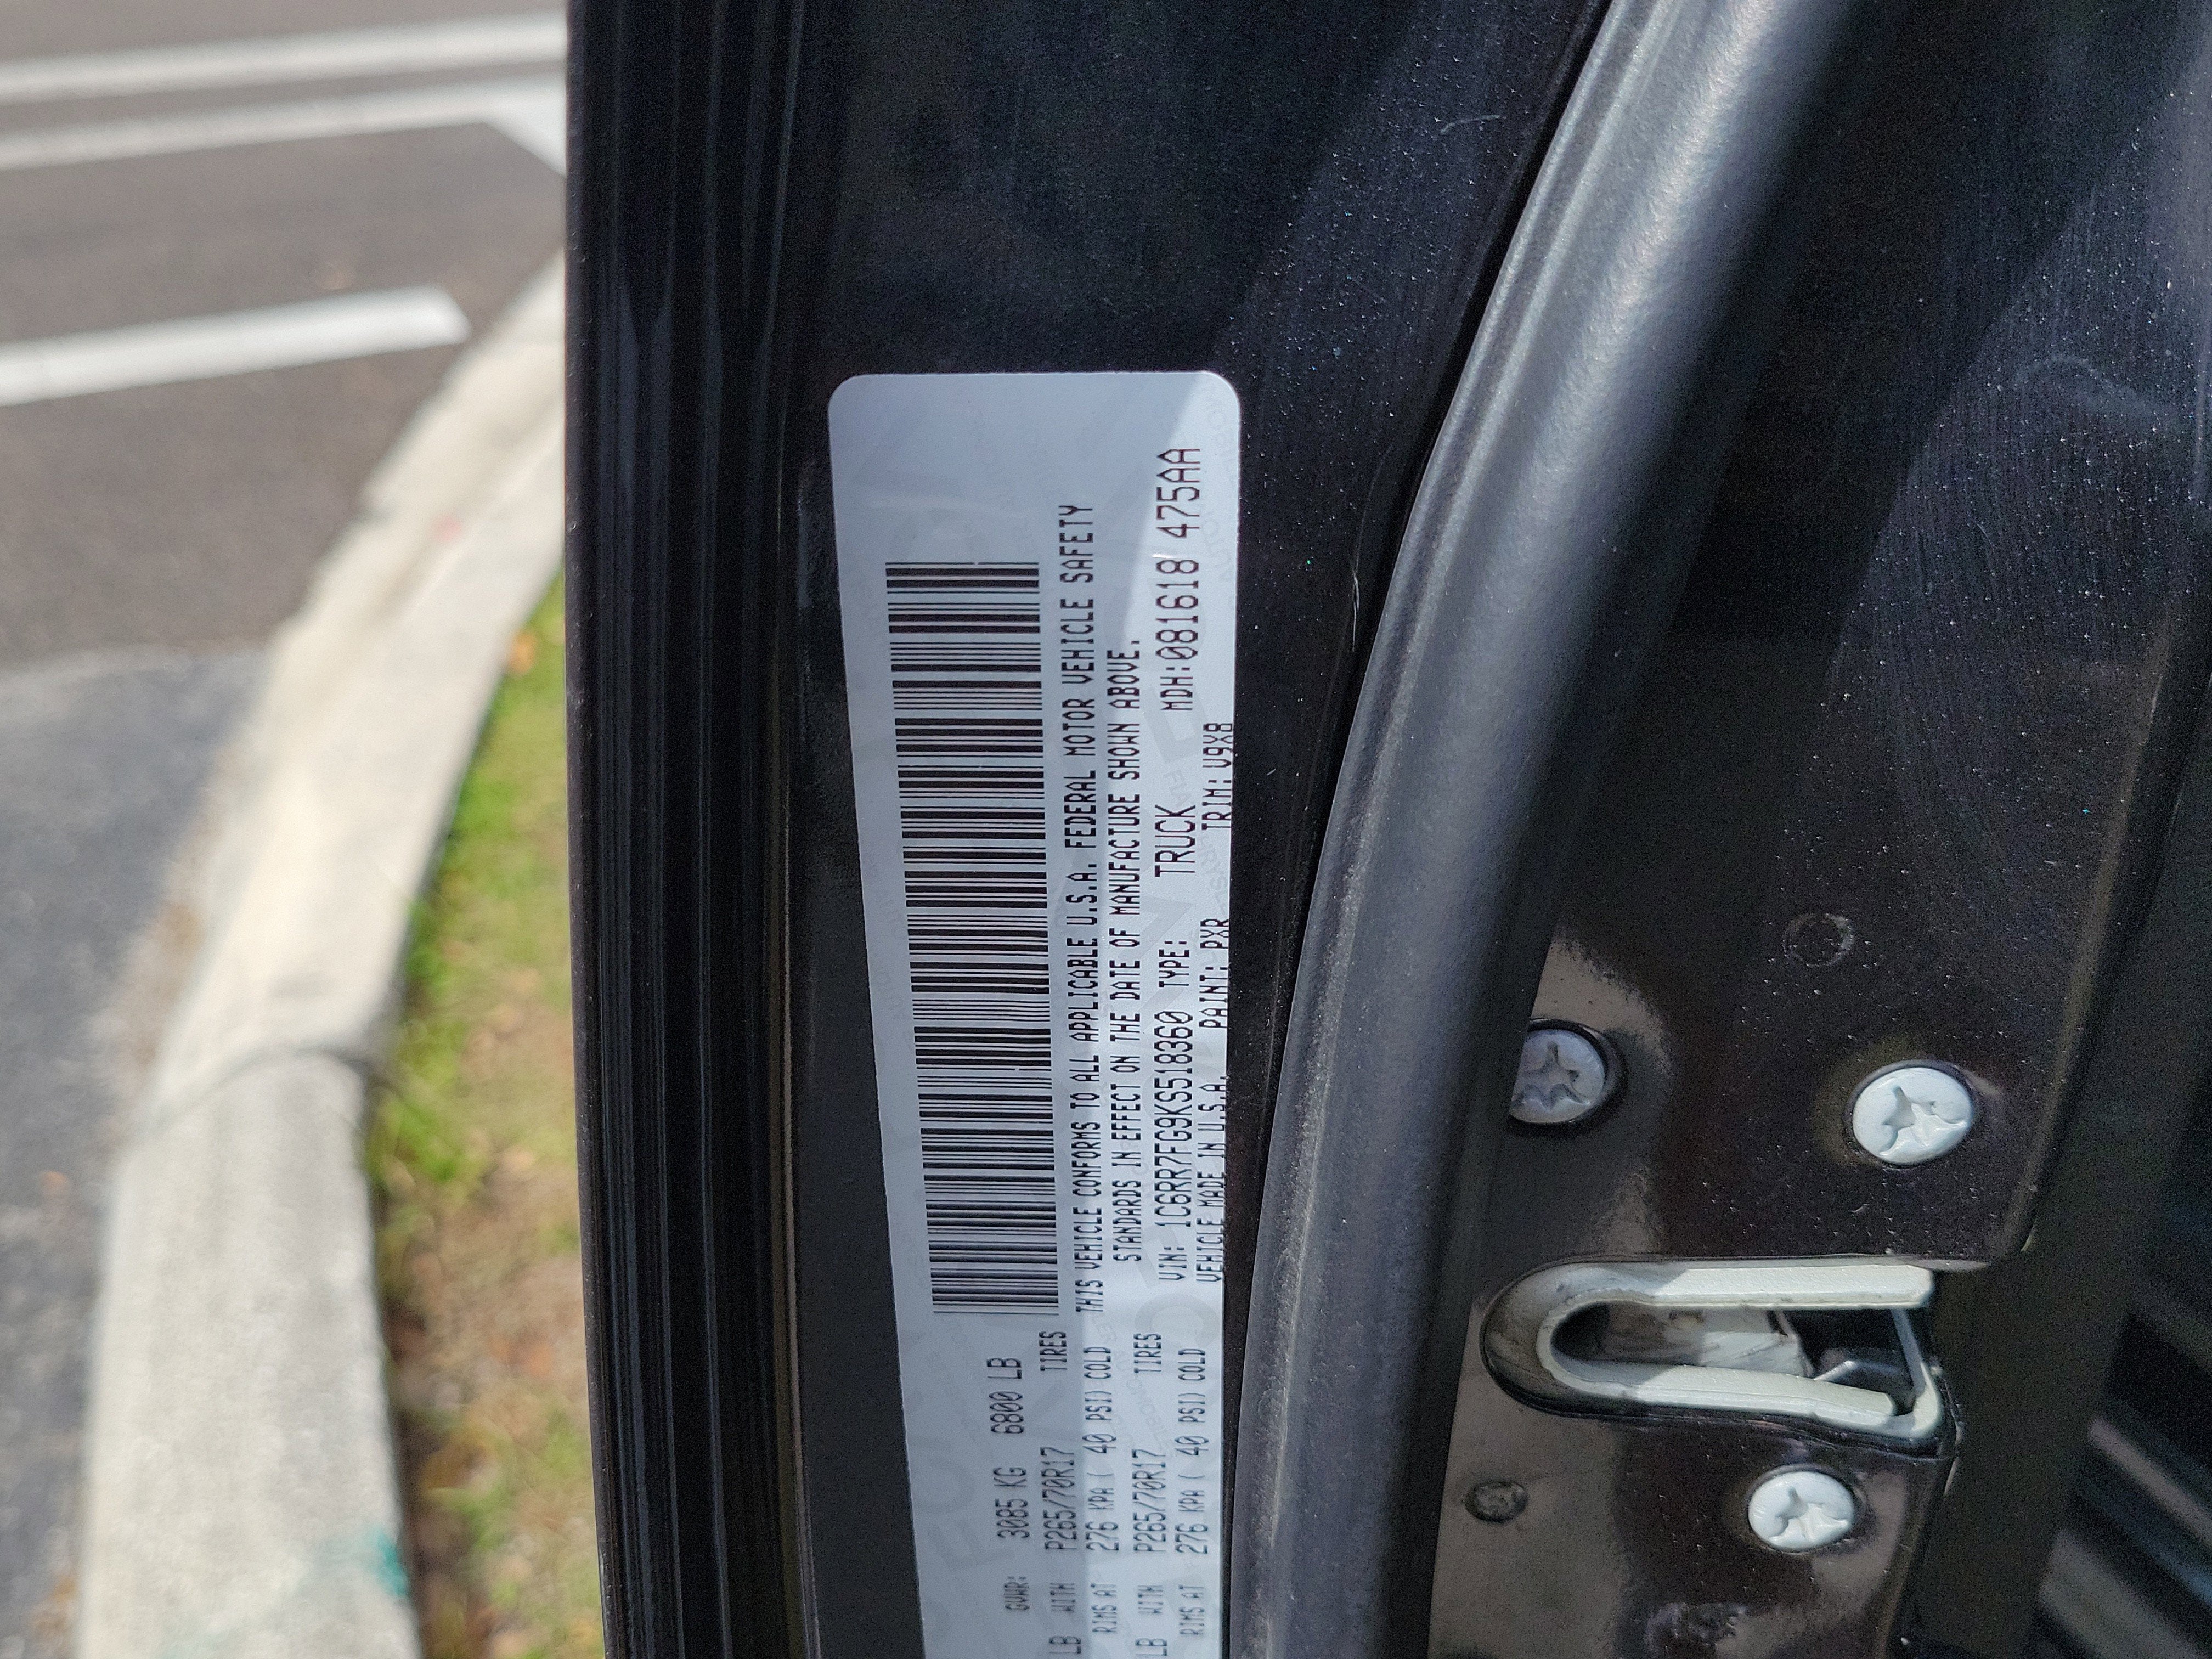 GVWR: 3085 KG 6800 LB
LB WITH P265/70R17 TIRES
RIMS AT 276 KPA ( 40 PSI) COLD
LB WITH P265/70R17 TIRES
RIMS AT 276 KPA ( 40 PSI) COLD
THIS VEHICLE CONFORMS TO ALL APPLICABLE U.S.A. FEDERAL MOTOR VEHICLE SAFETY
STANDARDS IN EFFECT ON THE DATE OF MANUFACTURE SHOWN ABOVE.
VIN: 1C6RR7FG9KS518360 TYPE: TRUCK MDH:081618 475AA
VEHICLE MADE IN U.S.A. PAINT: PXR TRIM: V9X8